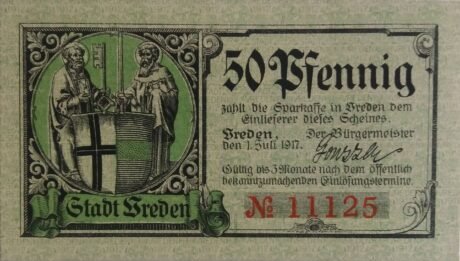 50 Pfennig
zahlt die Sparkasse in Vreden dem
Einlieferer dieses Scheines.
Vreden, Der Bürgermeister
den 1. Juli 1917.
Gültig bis 3 Monate nach dem öffentlich
bekanntzumachenden Einlösungstermine.
Stadt Vreden
№ 11125